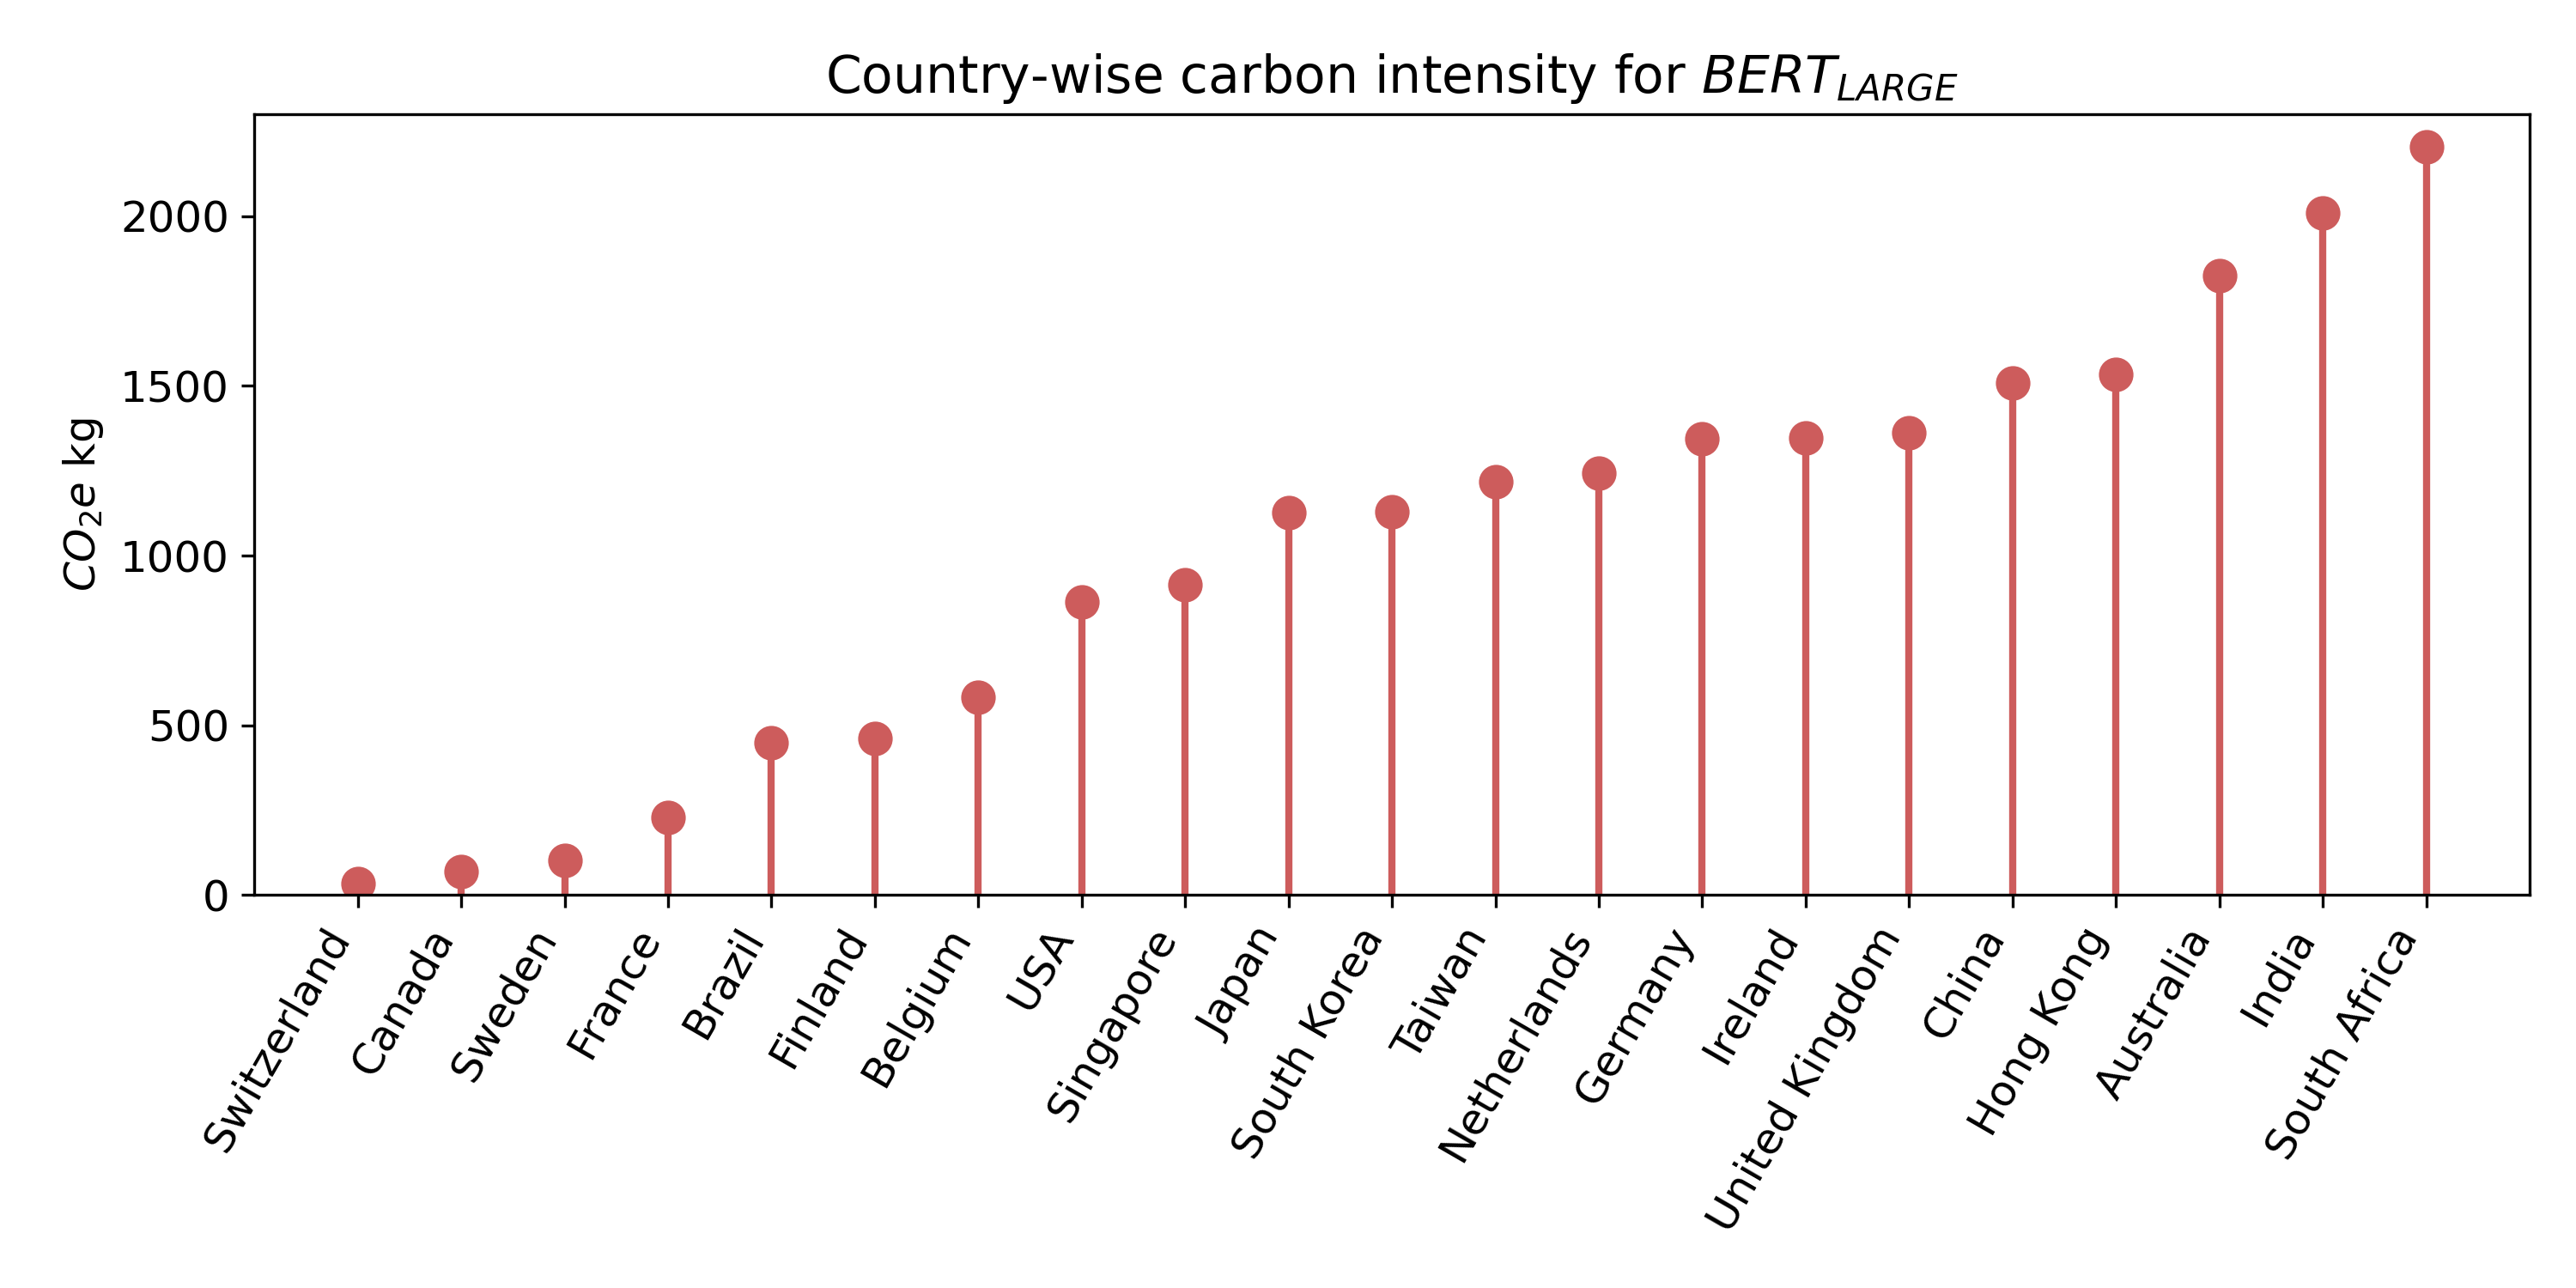 Country-wise carbon intensity for BERT_LARGE
CO₂e kg
2000
1500
1000
500
0
Switzerland
Canada
Sweden
France
Brazil
Finland
Belgium
USA
Singapore
Japan
South Korea
Taiwan
Netherlands
Germany
Ireland
United Kingdom
China
Hong Kong
Australia
India
South Africa